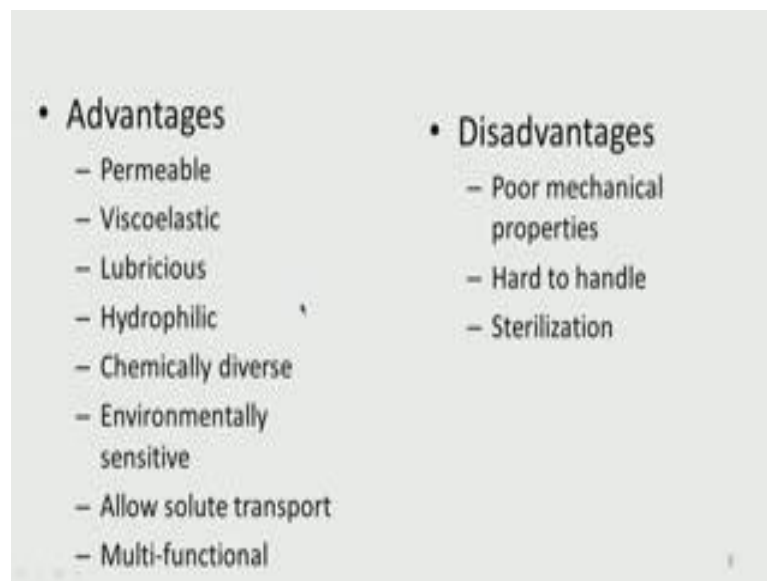 • Advantages
– Permeable
– Viscoelastic
– Lubricious
– Hydrophilic
– Chemically diverse
– Environmentally
sensitive
– Allow solute transport
– Multi-functional
• Disadvantages
– Poor mechanical
properties
– Hard to handle
– Sterilization